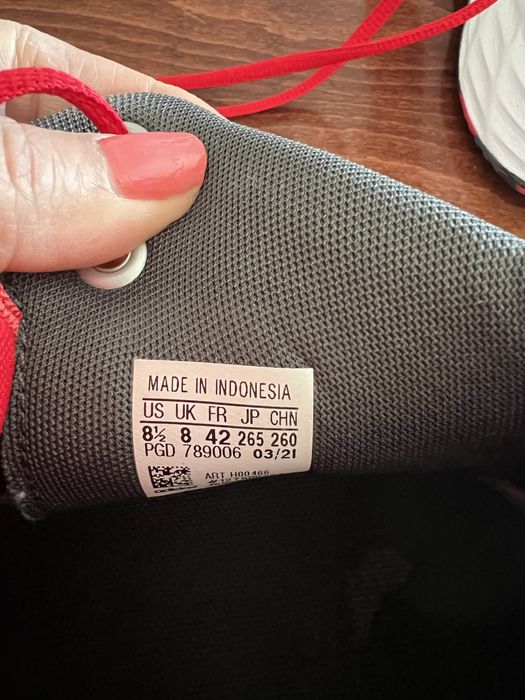 MADE IN INDONESIA
US UK FR JP CHN
8½ 8 42 265 260
PGD 789006 03/21
ART H00466